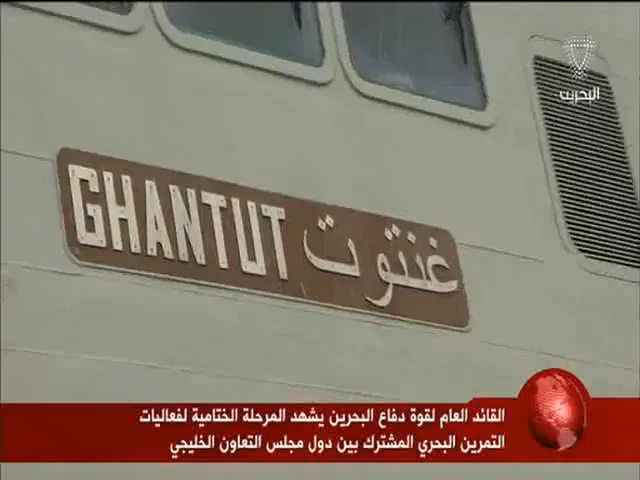 البحرين
GHANTUT غنتوت
القائد العام لقوة دفاع البحرين يشهد المرحلة الختامية لفعاليات
التمرين البحري المشترك بين دول مجلس التعاون الخليجي